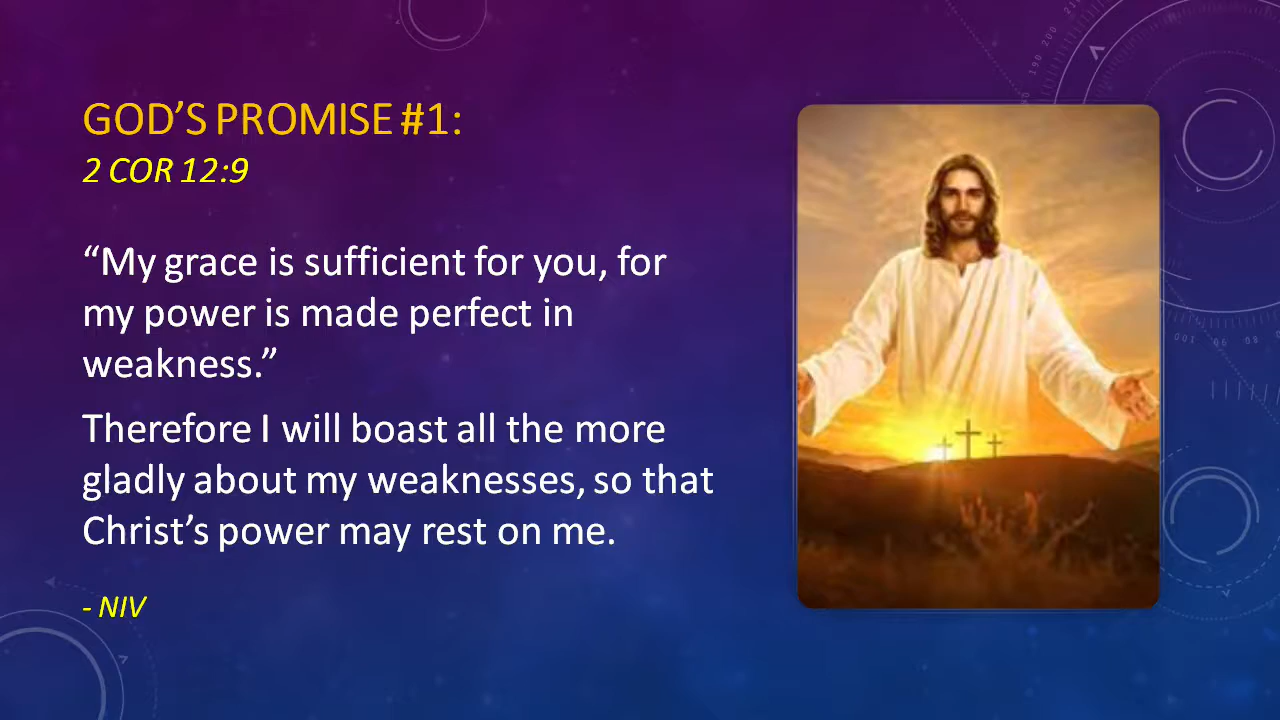 GOD’S PROMISE #1:
2 COR 12:9
“My grace is sufficient for you, for
my power is made perfect in
weakness.”
Therefore I will boast all the more
gladly about my weaknesses, so that
Christ’s power may rest on me.
- NIV